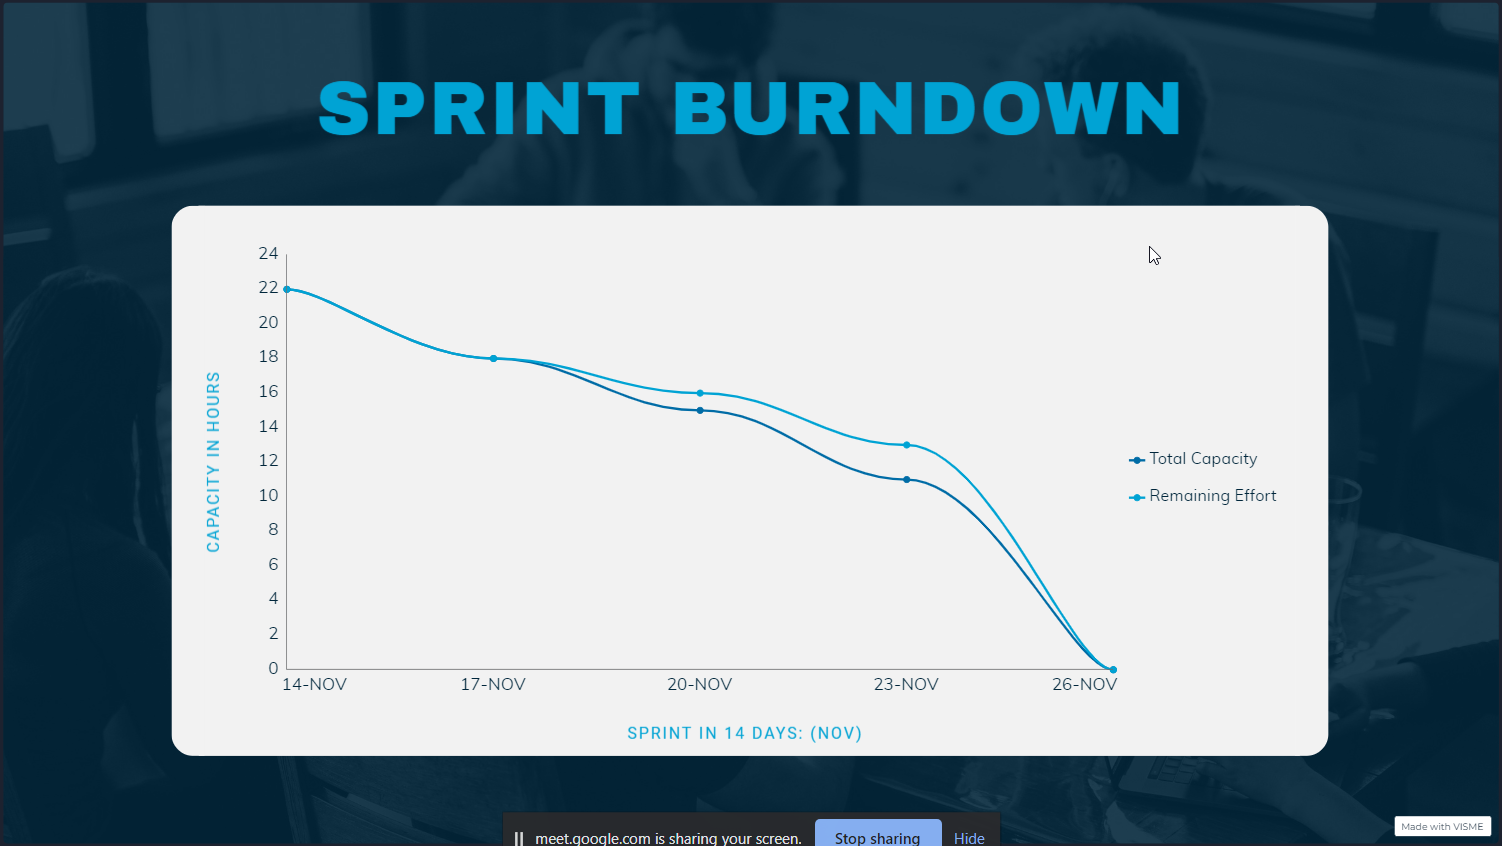 SPRINT BURNDOWN
24
22
20
18
16
14
12
10
8
6
4
2
0
CAPACITY IN HOURS
14-NOV 17-NOV 20-NOV 23-NOV 26-NOV
SPRINT IN 14 DAYS: (NOV)
Total Capacity
Remaining Effort
meet.google.com is sharing your screen. Stop sharing Hide
Made with VISME